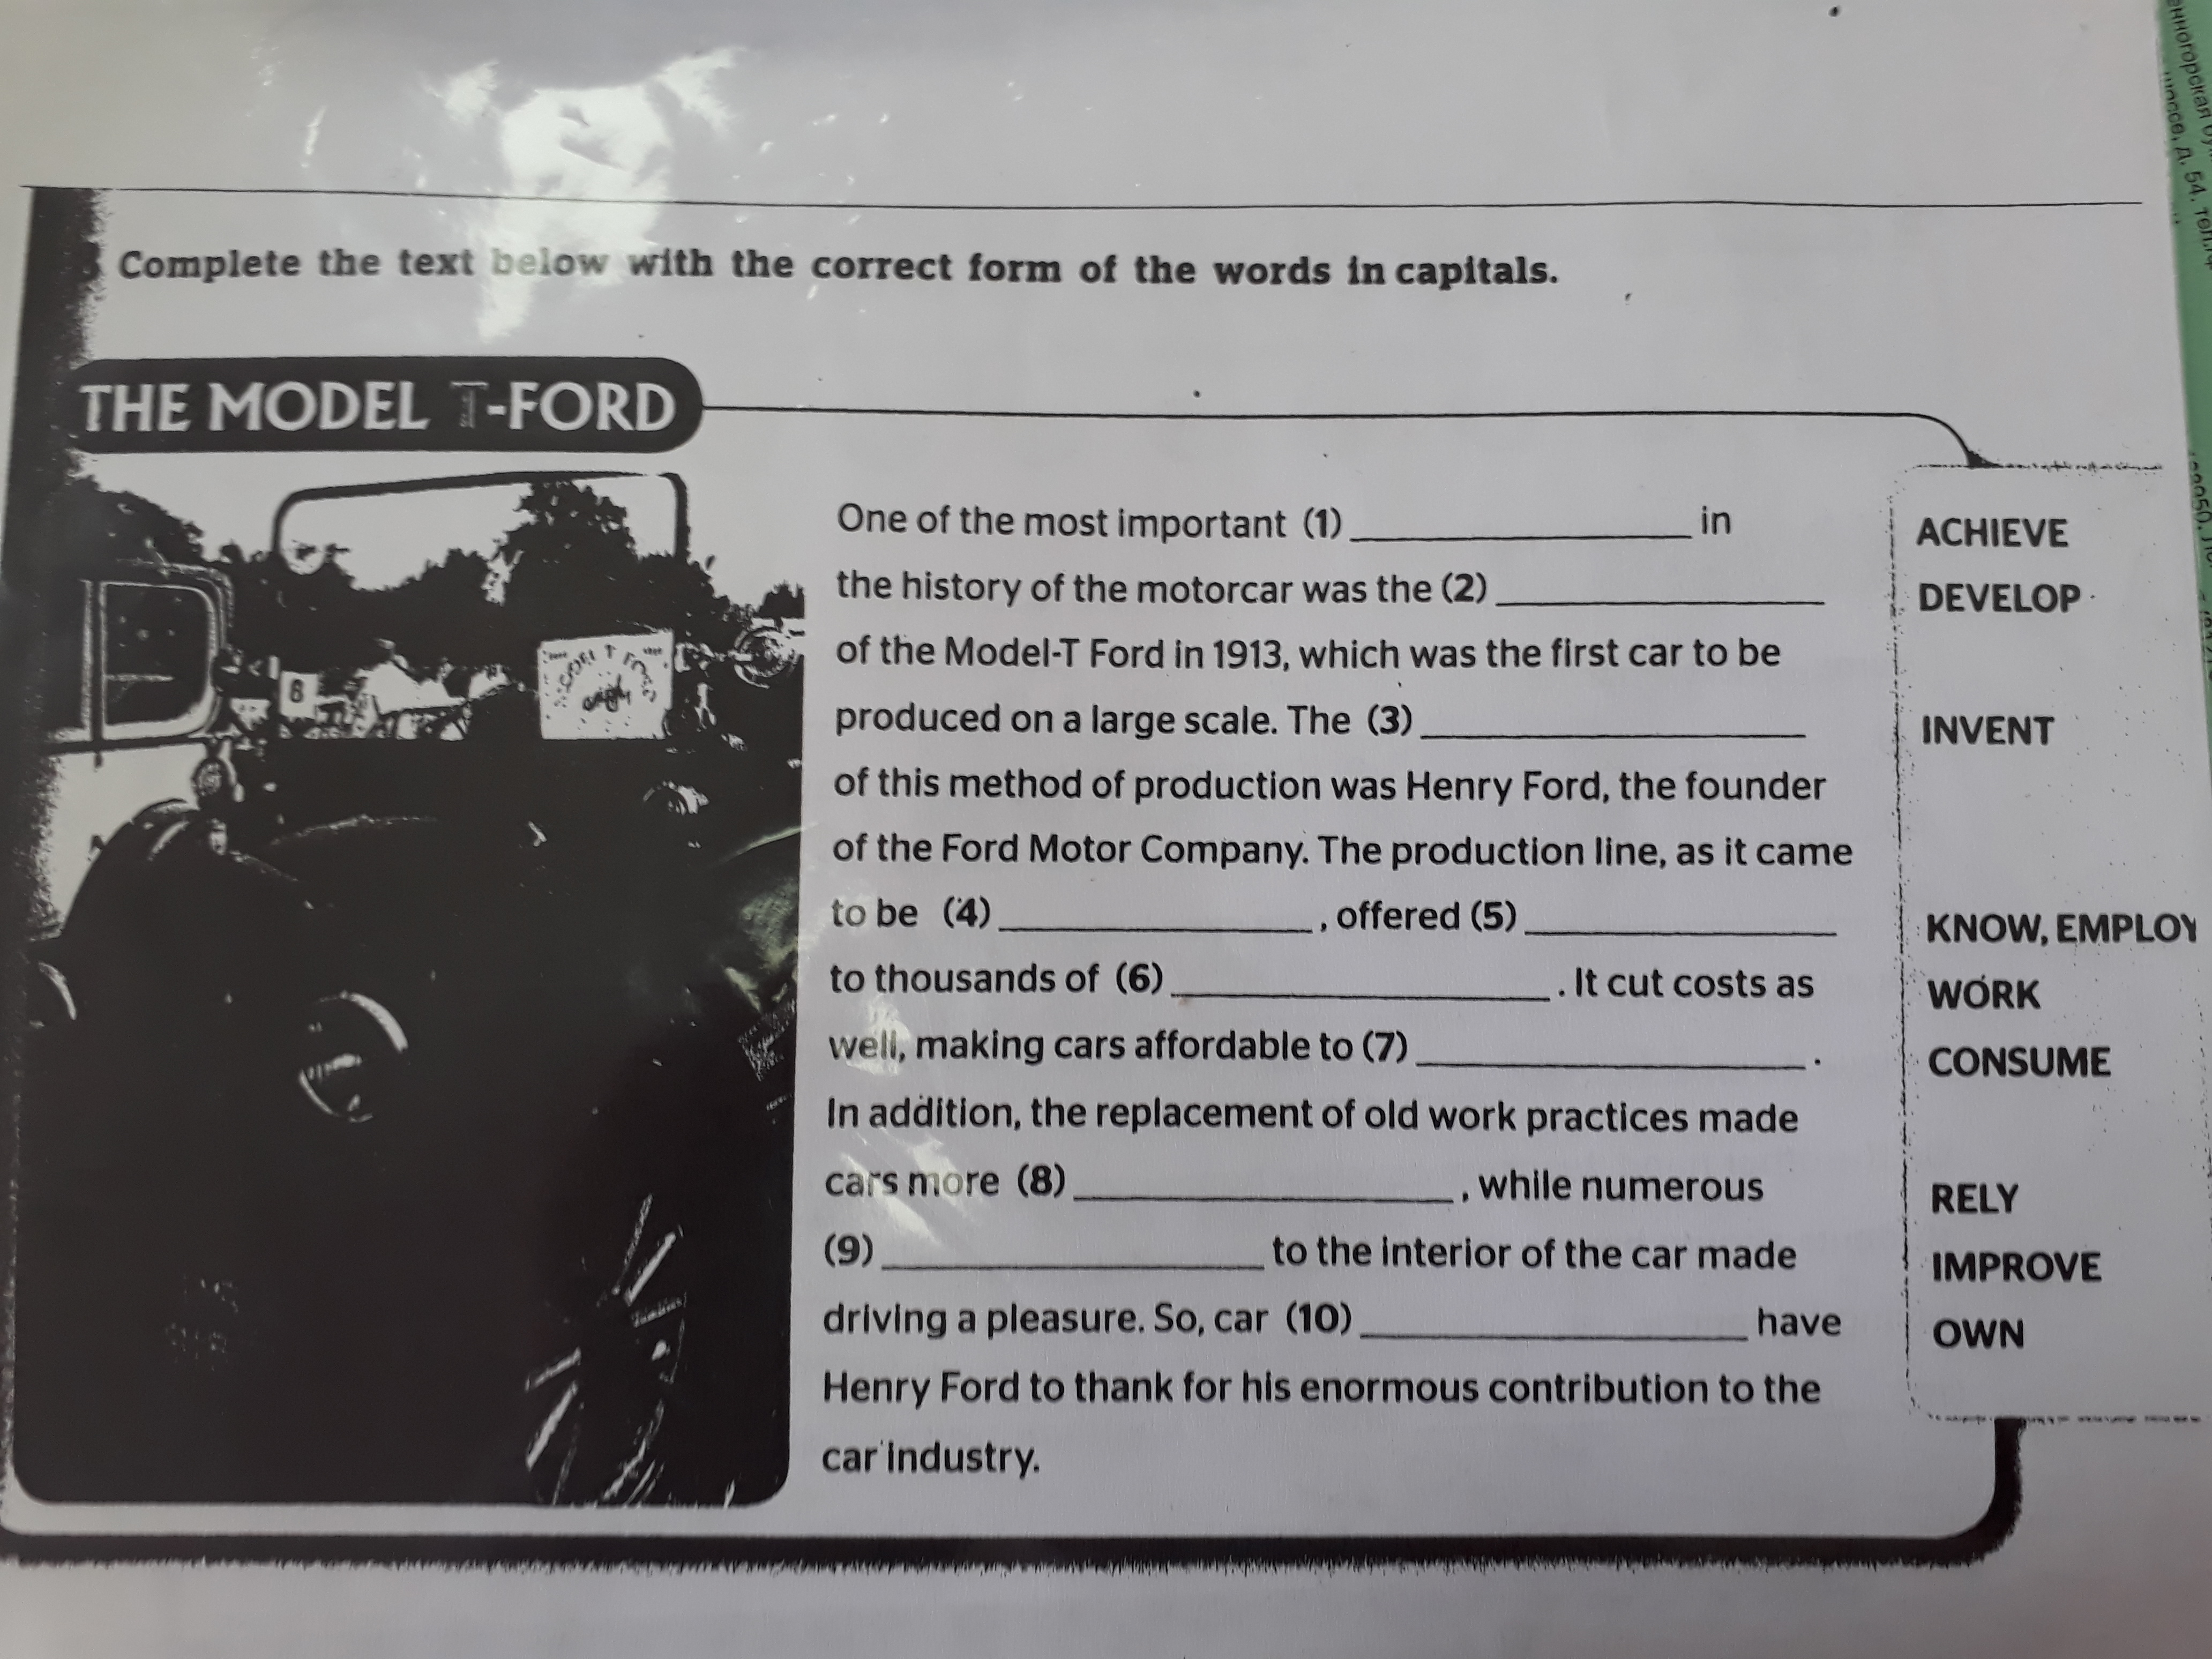 Complete the text below with the correct form of the words in capitals.
THE MODEL T-FORD
One of the most important (1) ____________ in
the history of the motorcar was the (2) ____________
of the Model-T Ford in 1913, which was the first car to be
produced on a large scale. The (3) ____________
of this method of production was Henry Ford, the founder
of the Ford Motor Company. The production line, as it came
to be (4) ____________, offered (5) ____________
to thousands of (6) ____________. It cut costs as
well, making cars affordable to (7) ____________.
In addition, the replacement of old work practices made
cars more (8) ____________, while numerous
(9) ____________ to the interior of the car made
driving a pleasure. So, car (10) ____________ have
Henry Ford to thank for his enormous contribution to the
car industry.
ACHIEVE
DEVELOP
INVENT
KNOW, EMPLOY
WORK
CONSUME
RELY
IMPROVE
OWN
6
шоссе, д. 54,